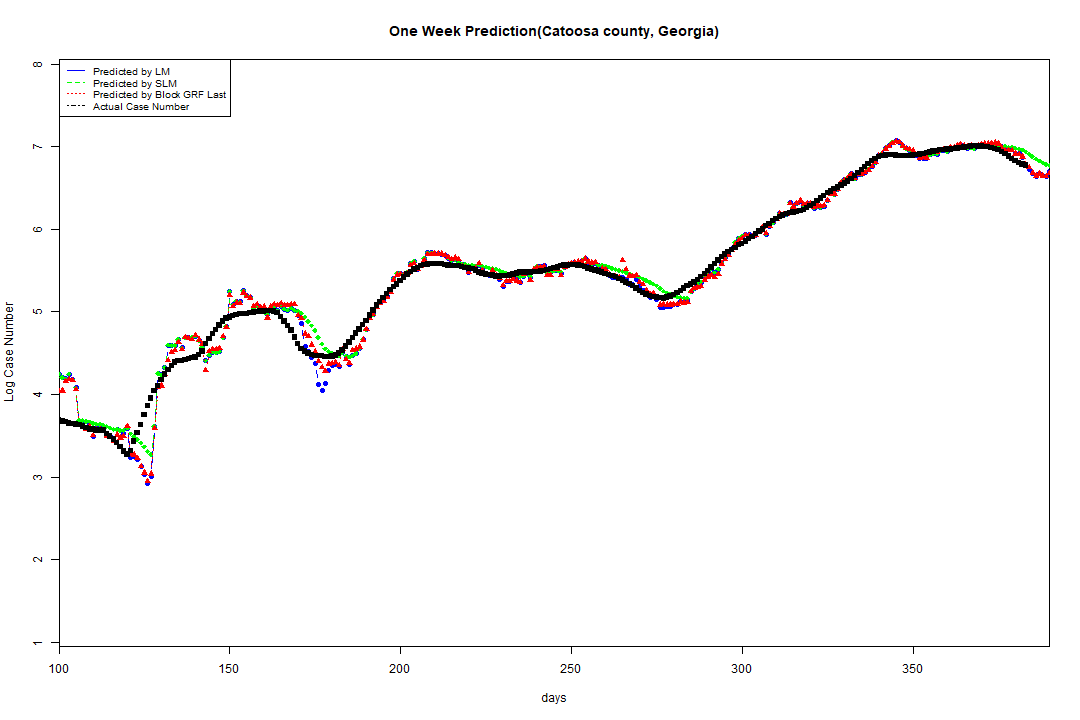 One Week Prediction(Catoosa county, Georgia)
Predicted by LM
Predicted by SLM
Predicted by Block GRF Last
Actual Case Number
8
7
6
5
4
3
2
1
Log Case Number
100 150 200 250 300 350
days